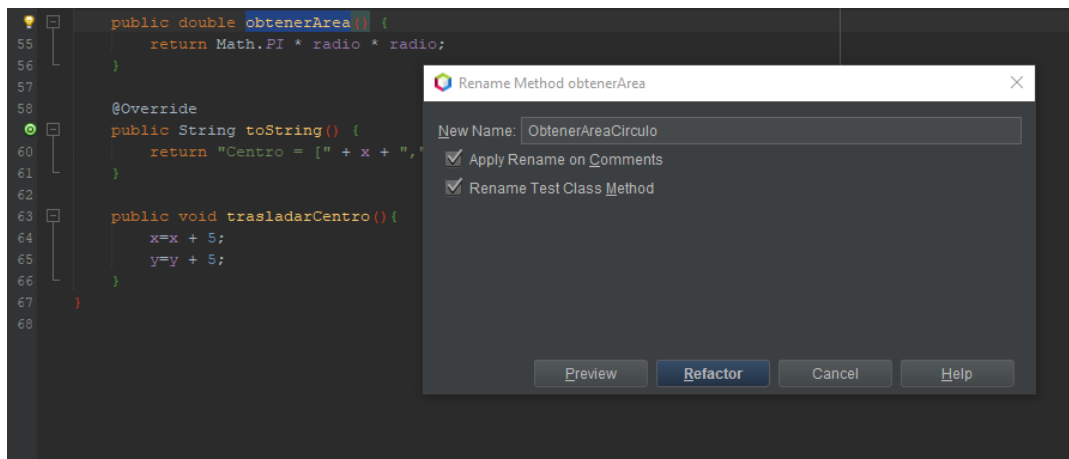 public double obtenerArea() {
55 return Math.PI * radio * radio;
56 }
57
58 @Override
public String toString() {
60 return "Centro = [" + x + ","
61 }
62
63 public void trasladarCentro(){
64 x=x + 5;
65 y=y + 5;
66 }
67 }
68
Rename Method obtenerArea
New Name: ObtenerAreaCirculo
Apply Rename on Comments
Rename Test Class Method
Preview Refactor Cancel Help